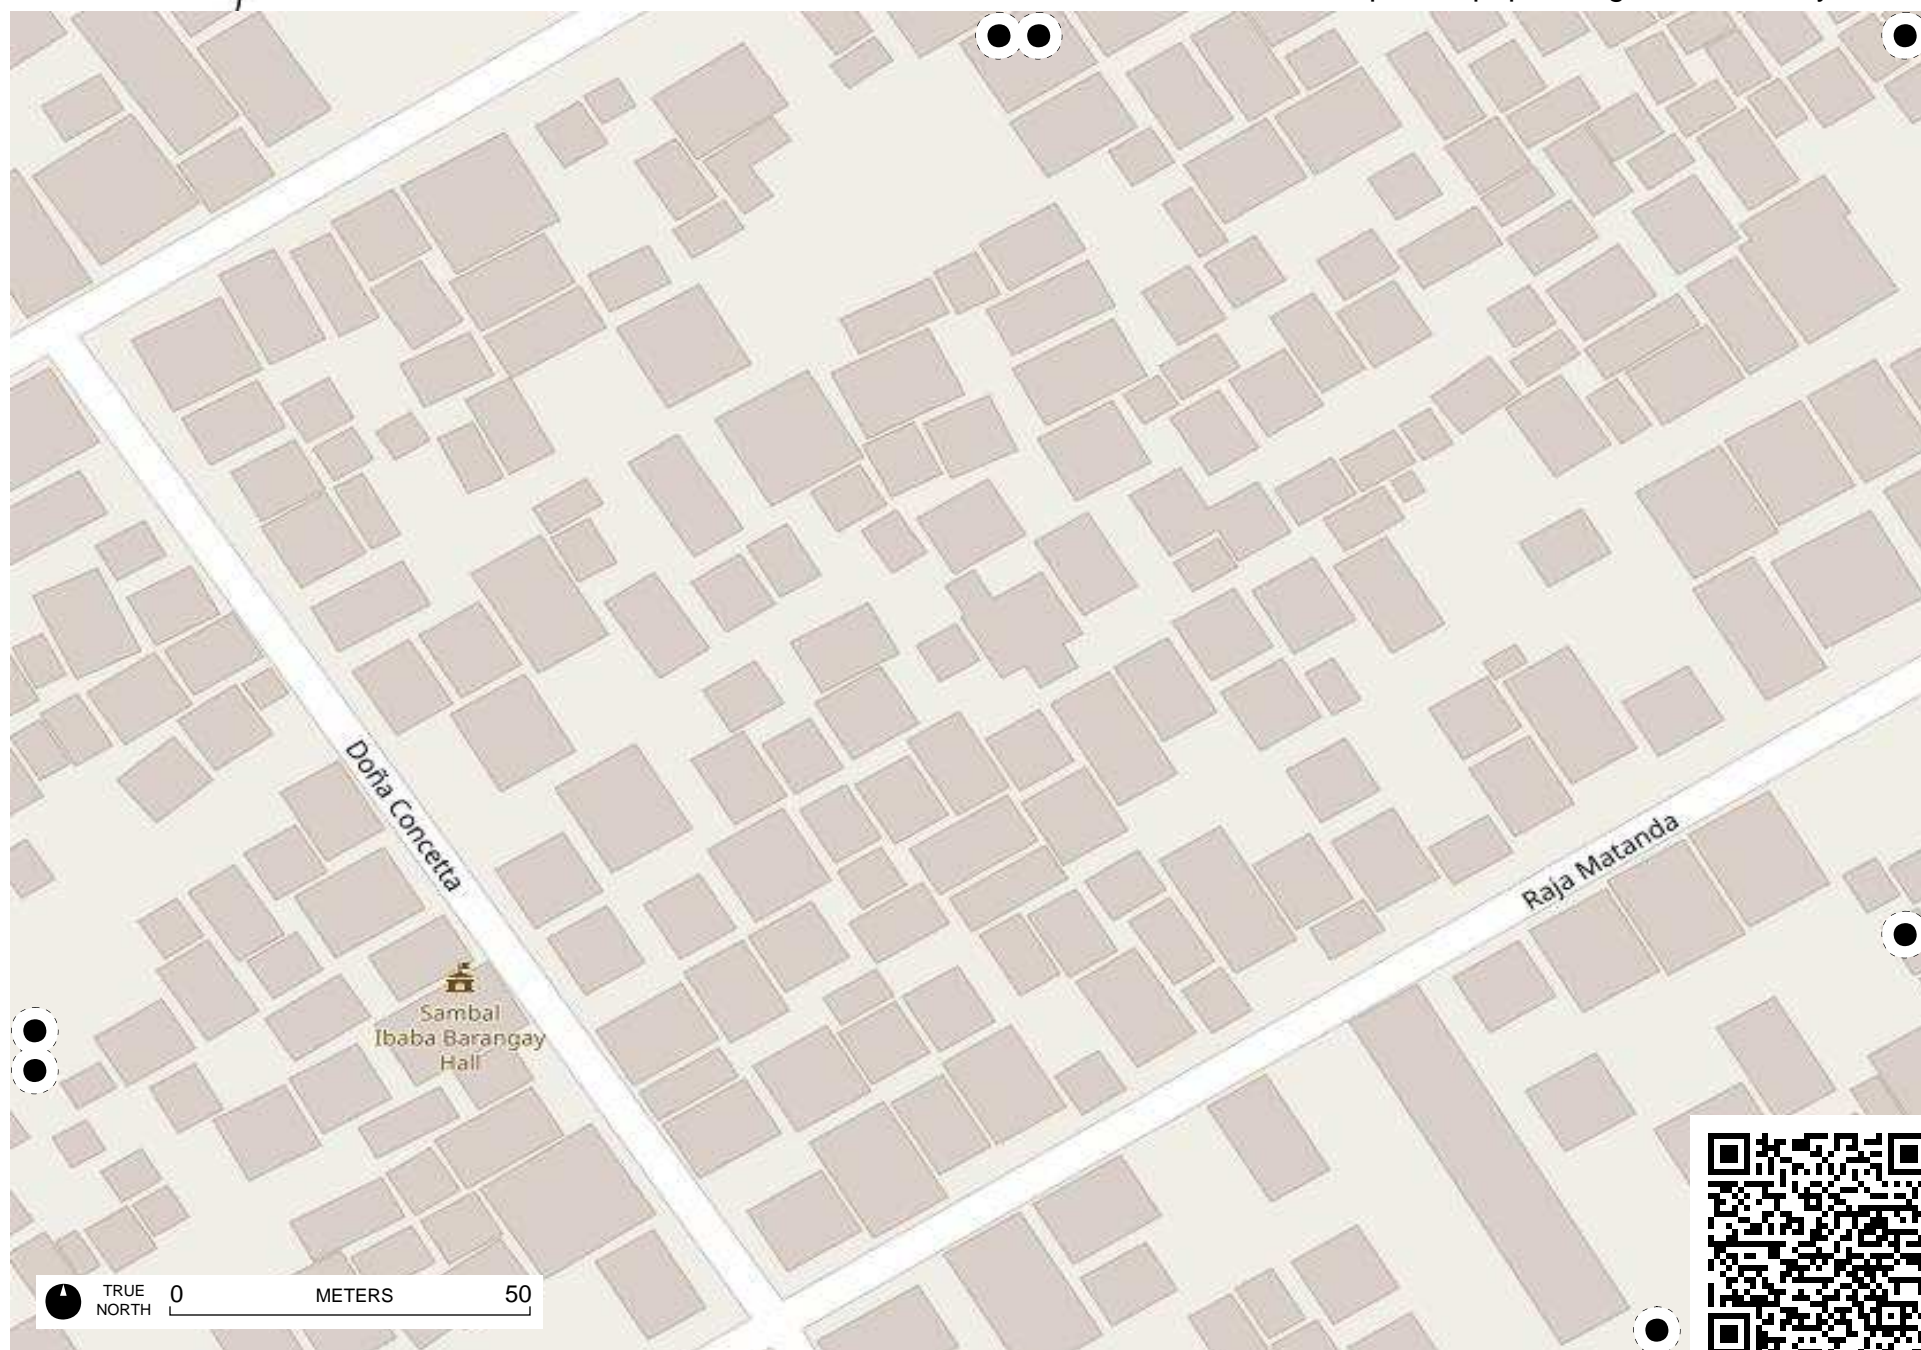 Doña Concetta
Raja Matanda
Sambal
Ibaba Barangay
Hall
TRUE
NORTH
0 METERS 50